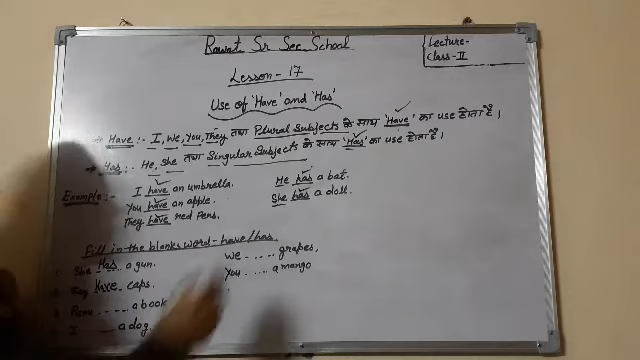 Rawat Sr Sec. School
Lecture-
Class-II
Lesson-17
Use of 'Have' and 'Has'
→ Have :- I, We, You, They तथा Plural Subjects के साथ 'Have' का use होता है।
→ Has :- He, She तथा Singular Subjects के साथ 'Has' का use होता है।
Example :- I have an umbrella.
You have an apple.
They have red Pens.
He has a bat.
She has a doll.
Fill in the blanks word - have/has.
She Has a gun.
They Have caps.
Renu ..... a book
I ..... a dog.
We ..... grapes,
You ..... a mango